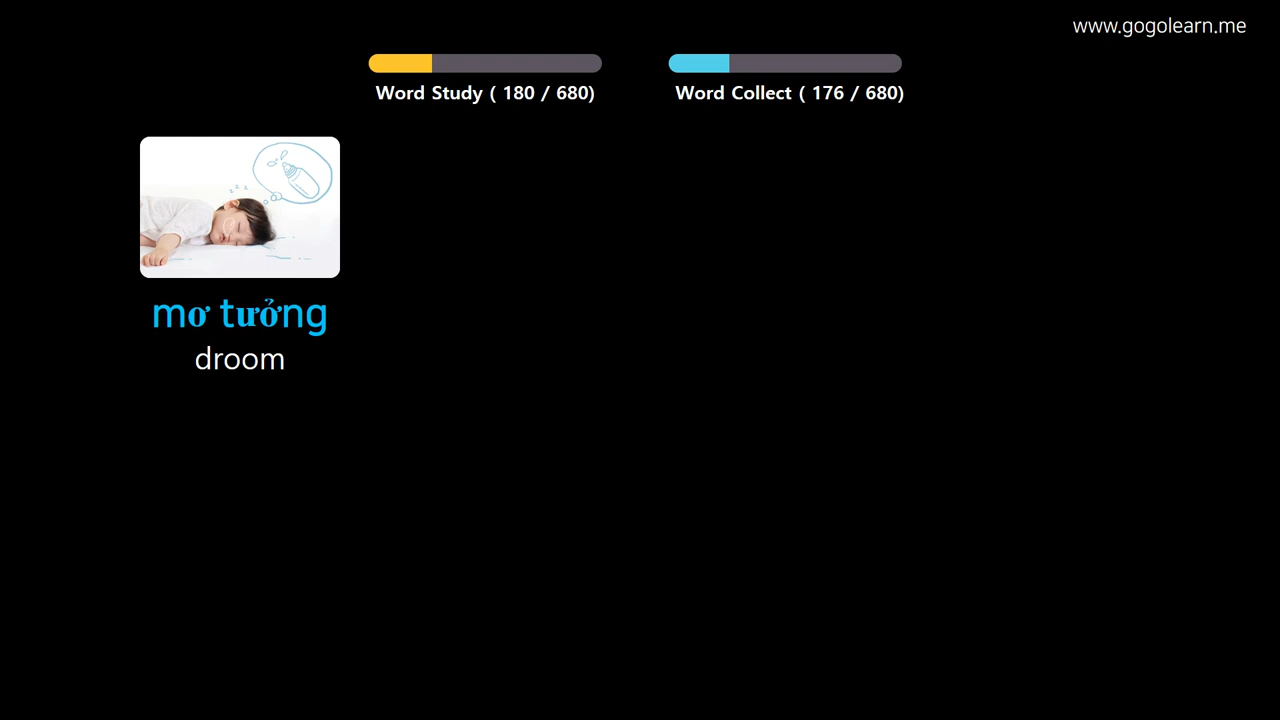 www.gogolearn.me
Word Study ( 180 / 680)
Word Collect ( 176 / 680)
mơ tưởng
droom